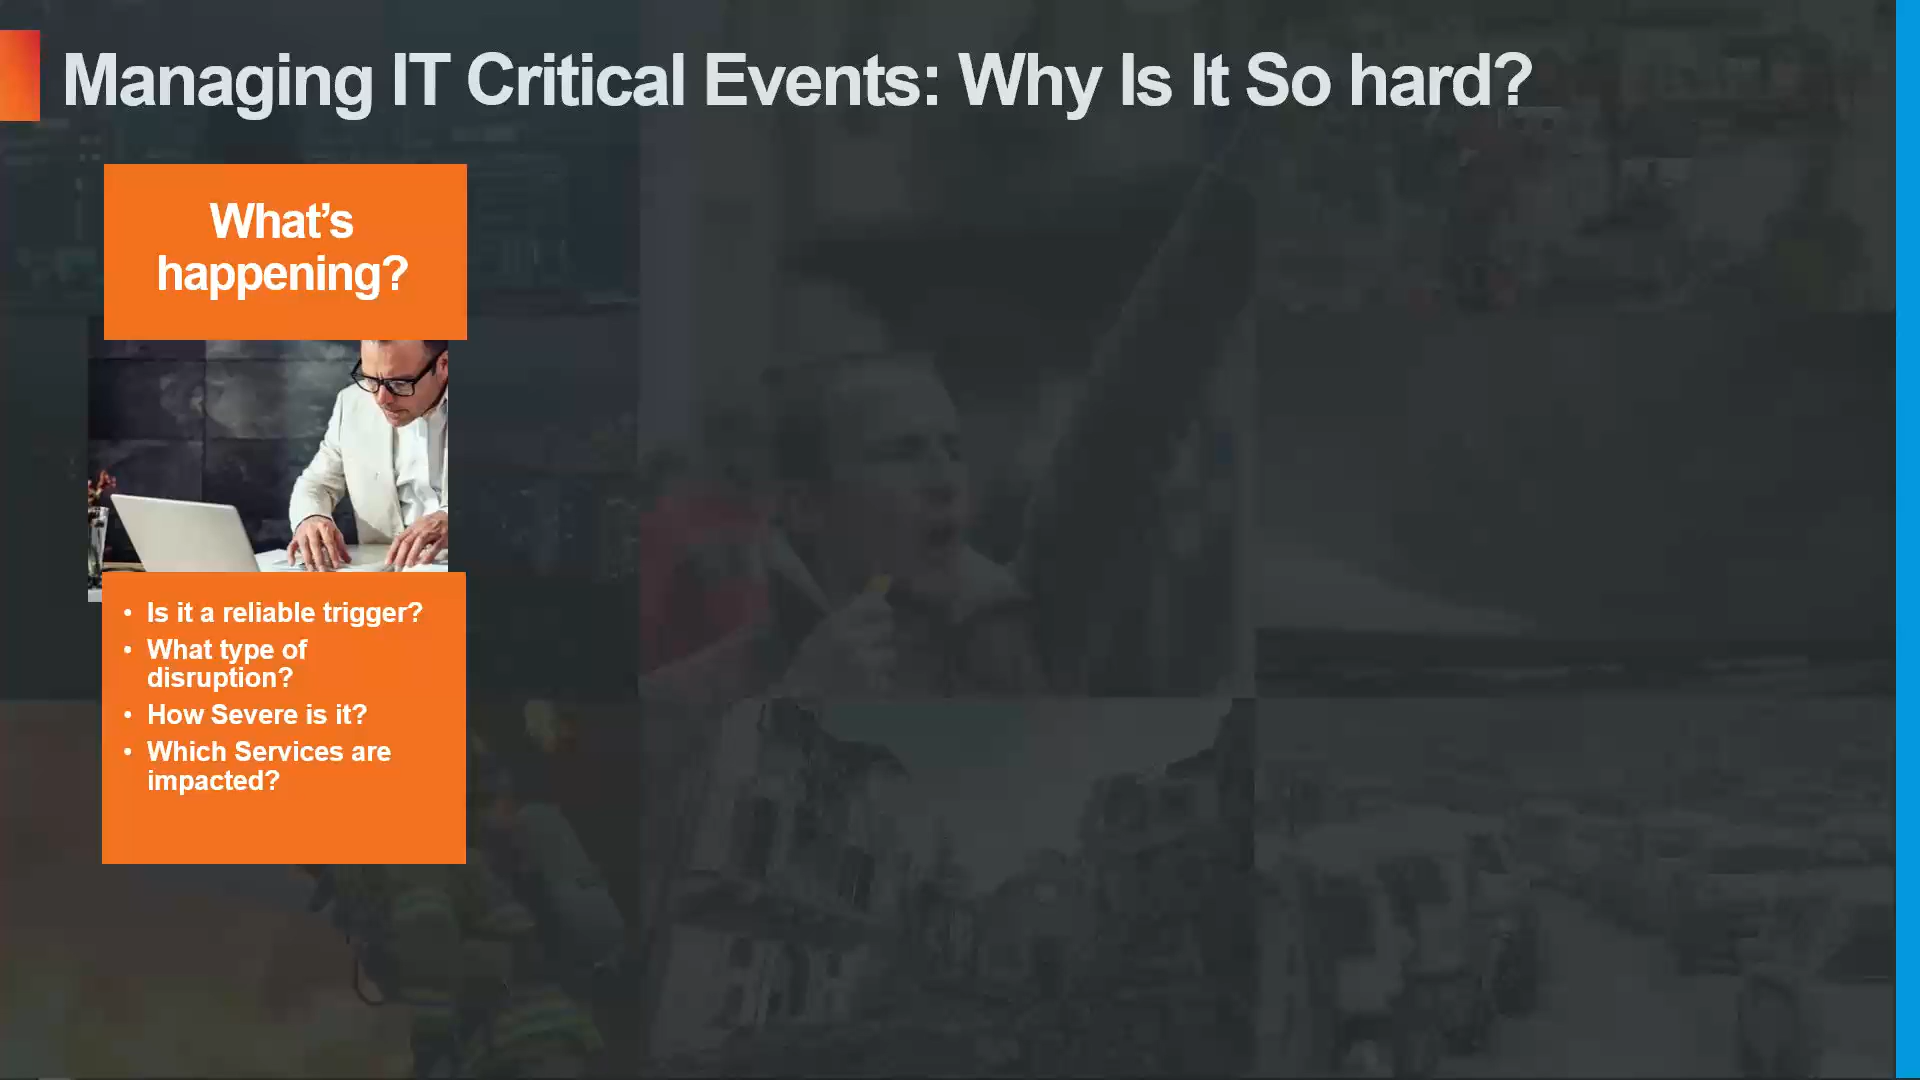 Managing IT Critical Events: Why Is It So hard?
What’s
happening?
• Is it a reliable trigger?
• What type of
disruption?
• How Severe is it?
• Which Services are
impacted?